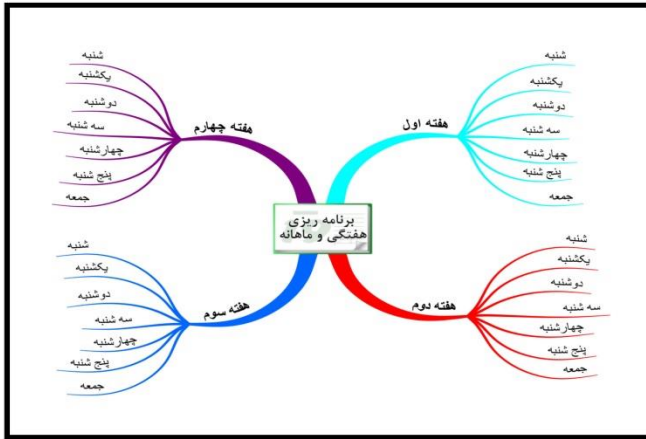 برنامه ریزی
هفتگی و ماهانه
هفته اول
شنبه
یکشنبه
دوشنبه
سه شنبه
چهارشنبه
پنج شنبه
جمعه
هفته دوم
شنبه
یکشنبه
دوشنبه
سه شنبه
چهارشنبه
پنج شنبه
جمعه
هفته سوم
شنبه
یکشنبه
دوشنبه
سه شنبه
چهارشنبه
پنج شنبه
جمعه
هفته چهارم
شنبه
یکشنبه
دوشنبه
سه شنبه
چهارشنبه
پنج شنبه
جمعه